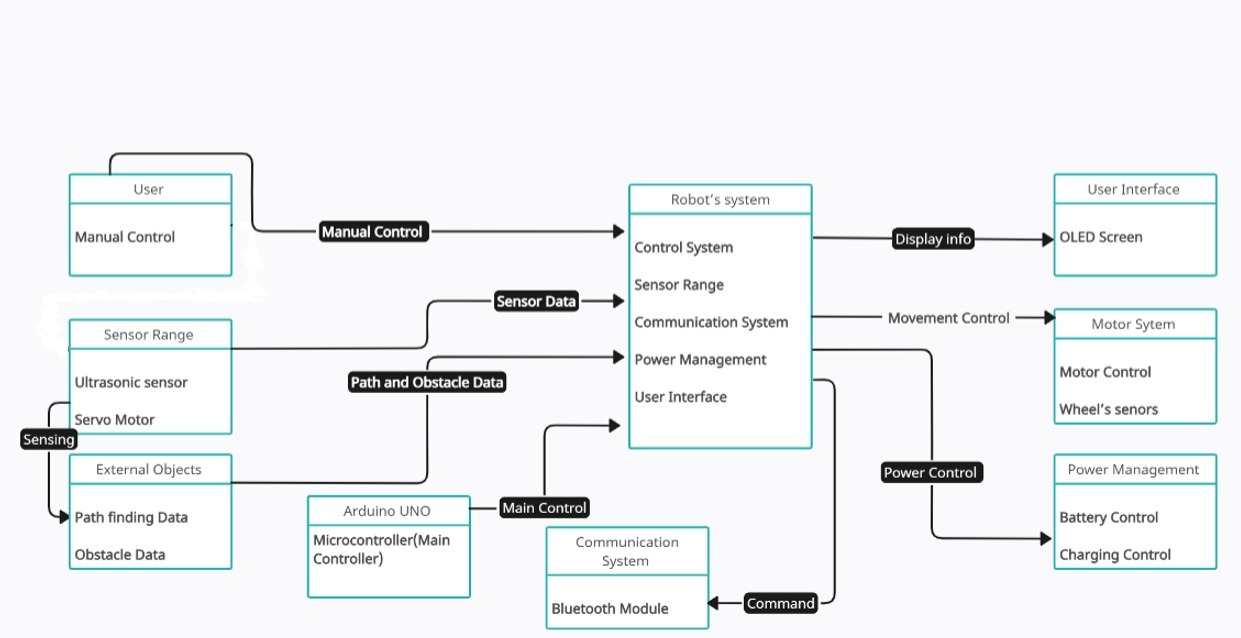 User
Manual Control
Manual Control
Sensor Range
Ultrasonic sensor
Servo Motor
Sensing
External Objects
Path finding Data
Obstacle Data
Sensor Data
Path and Obstacle Data
Arduino UNO
Microcontroller(Main
Controller)
Main Control
Robot’s system
Control System
Sensor Range
Communication System
Power Management
User Interface
Communication
System
Bluetooth Module
Command
Display info
Movement Control
Power Control
User Interface
OLED Screen
Motor Sytem
Motor Control
Wheel’s senors
Power Management
Battery Control
Charging Control